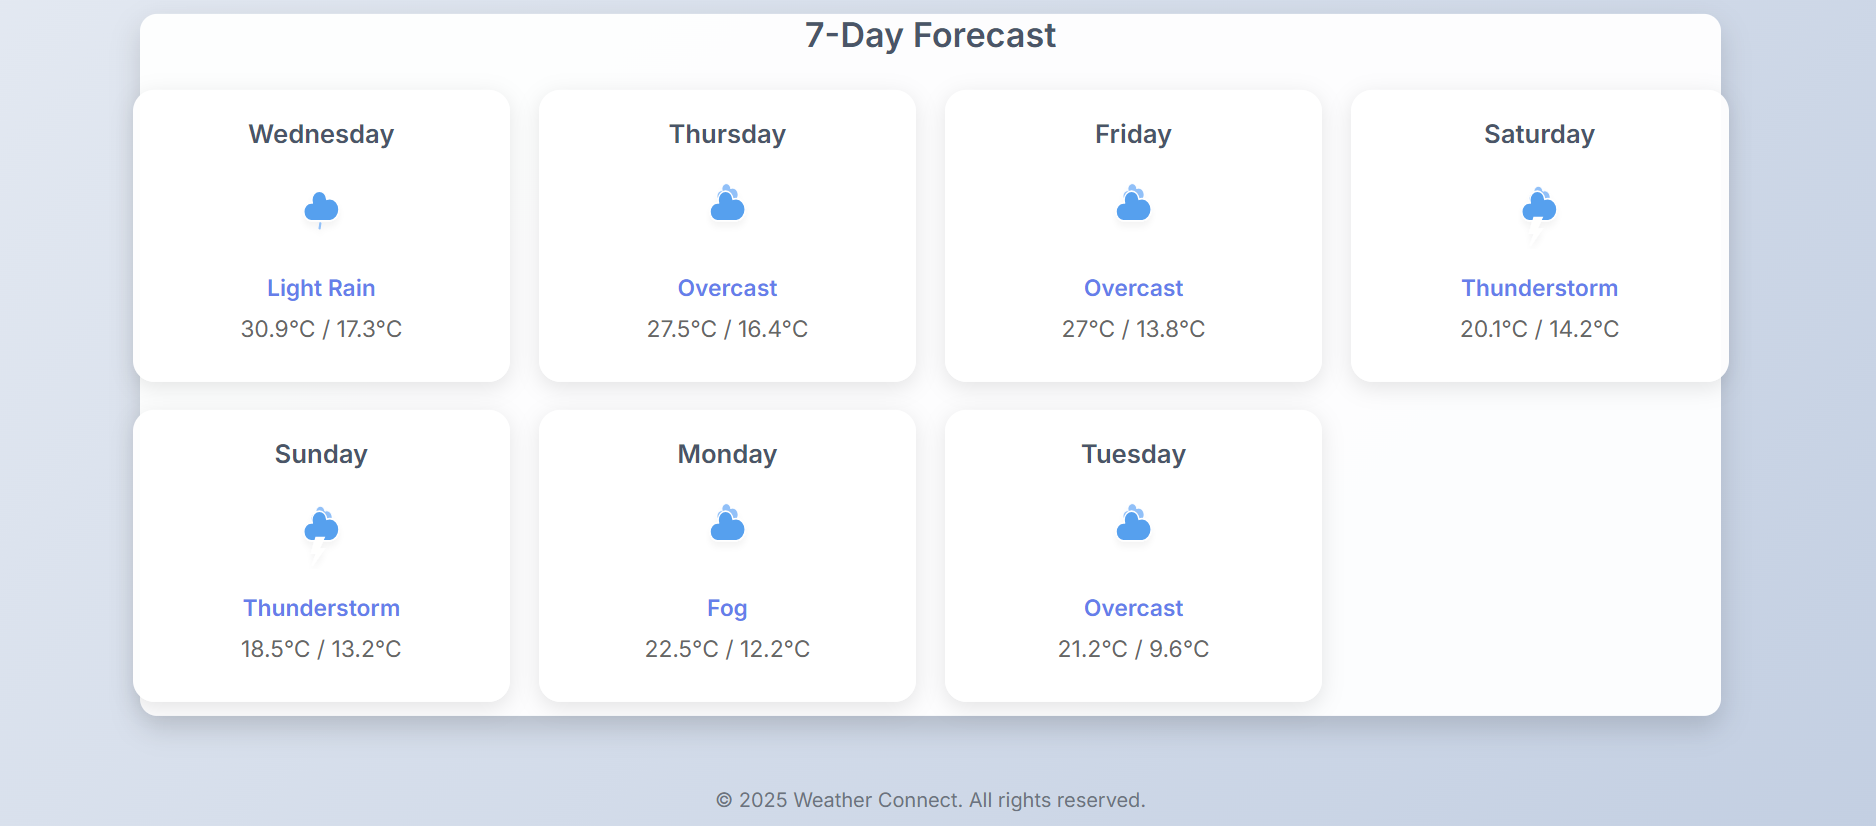 7-Day Forecast
Wednesday
Light Rain
30.9°C / 17.3°C
Thursday
Overcast
27.5°C / 16.4°C
Friday
Overcast
27°C / 13.8°C
Saturday
Thunderstorm
20.1°C / 14.2°C
Sunday
Thunderstorm
18.5°C / 13.2°C
Monday
Fog
22.5°C / 12.2°C
Tuesday
Overcast
21.2°C / 9.6°C
© 2025 Weather Connect. All rights reserved.